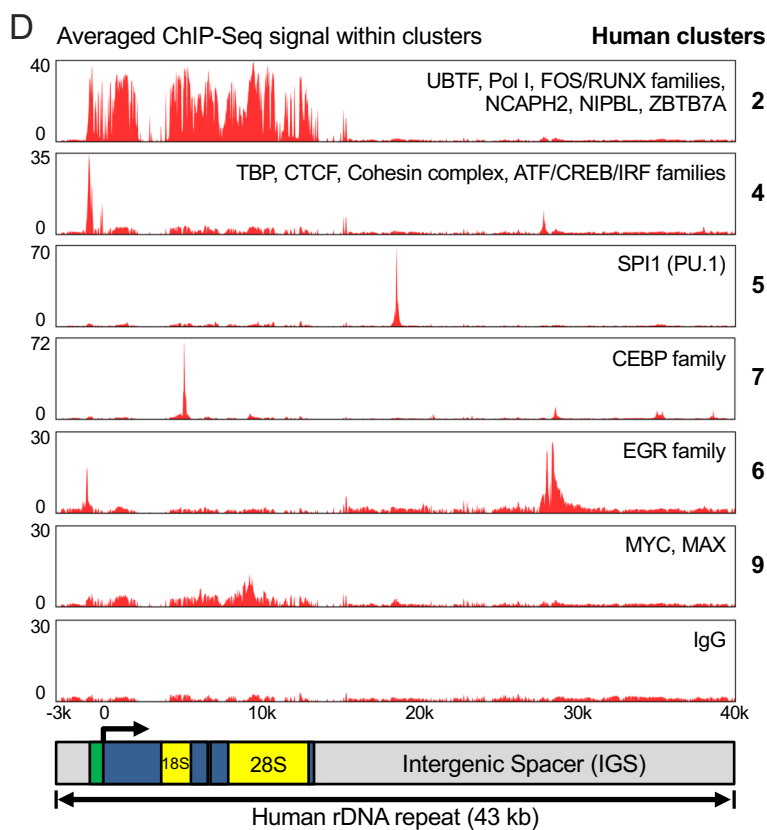 D
Averaged ChIP-Seq signal within clusters
Human clusters
40
0
UBTF, Pol I, FOS/RUNX families,
NCAPH2, NIPBL, ZBTB7A
2
35
0
TBP, CTCF, Cohesin complex, ATF/CREB/IRF families
4
70
0
SPI1 (PU.1)
5
72
0
CEBP family
7
30
0
EGR family
6
30
0
MYC, MAX
9
30
0
IgG
-3k 0 10k 20k 30k 40k
18S 28S Intergenic Spacer (IGS)
Human rDNA repeat (43 kb)